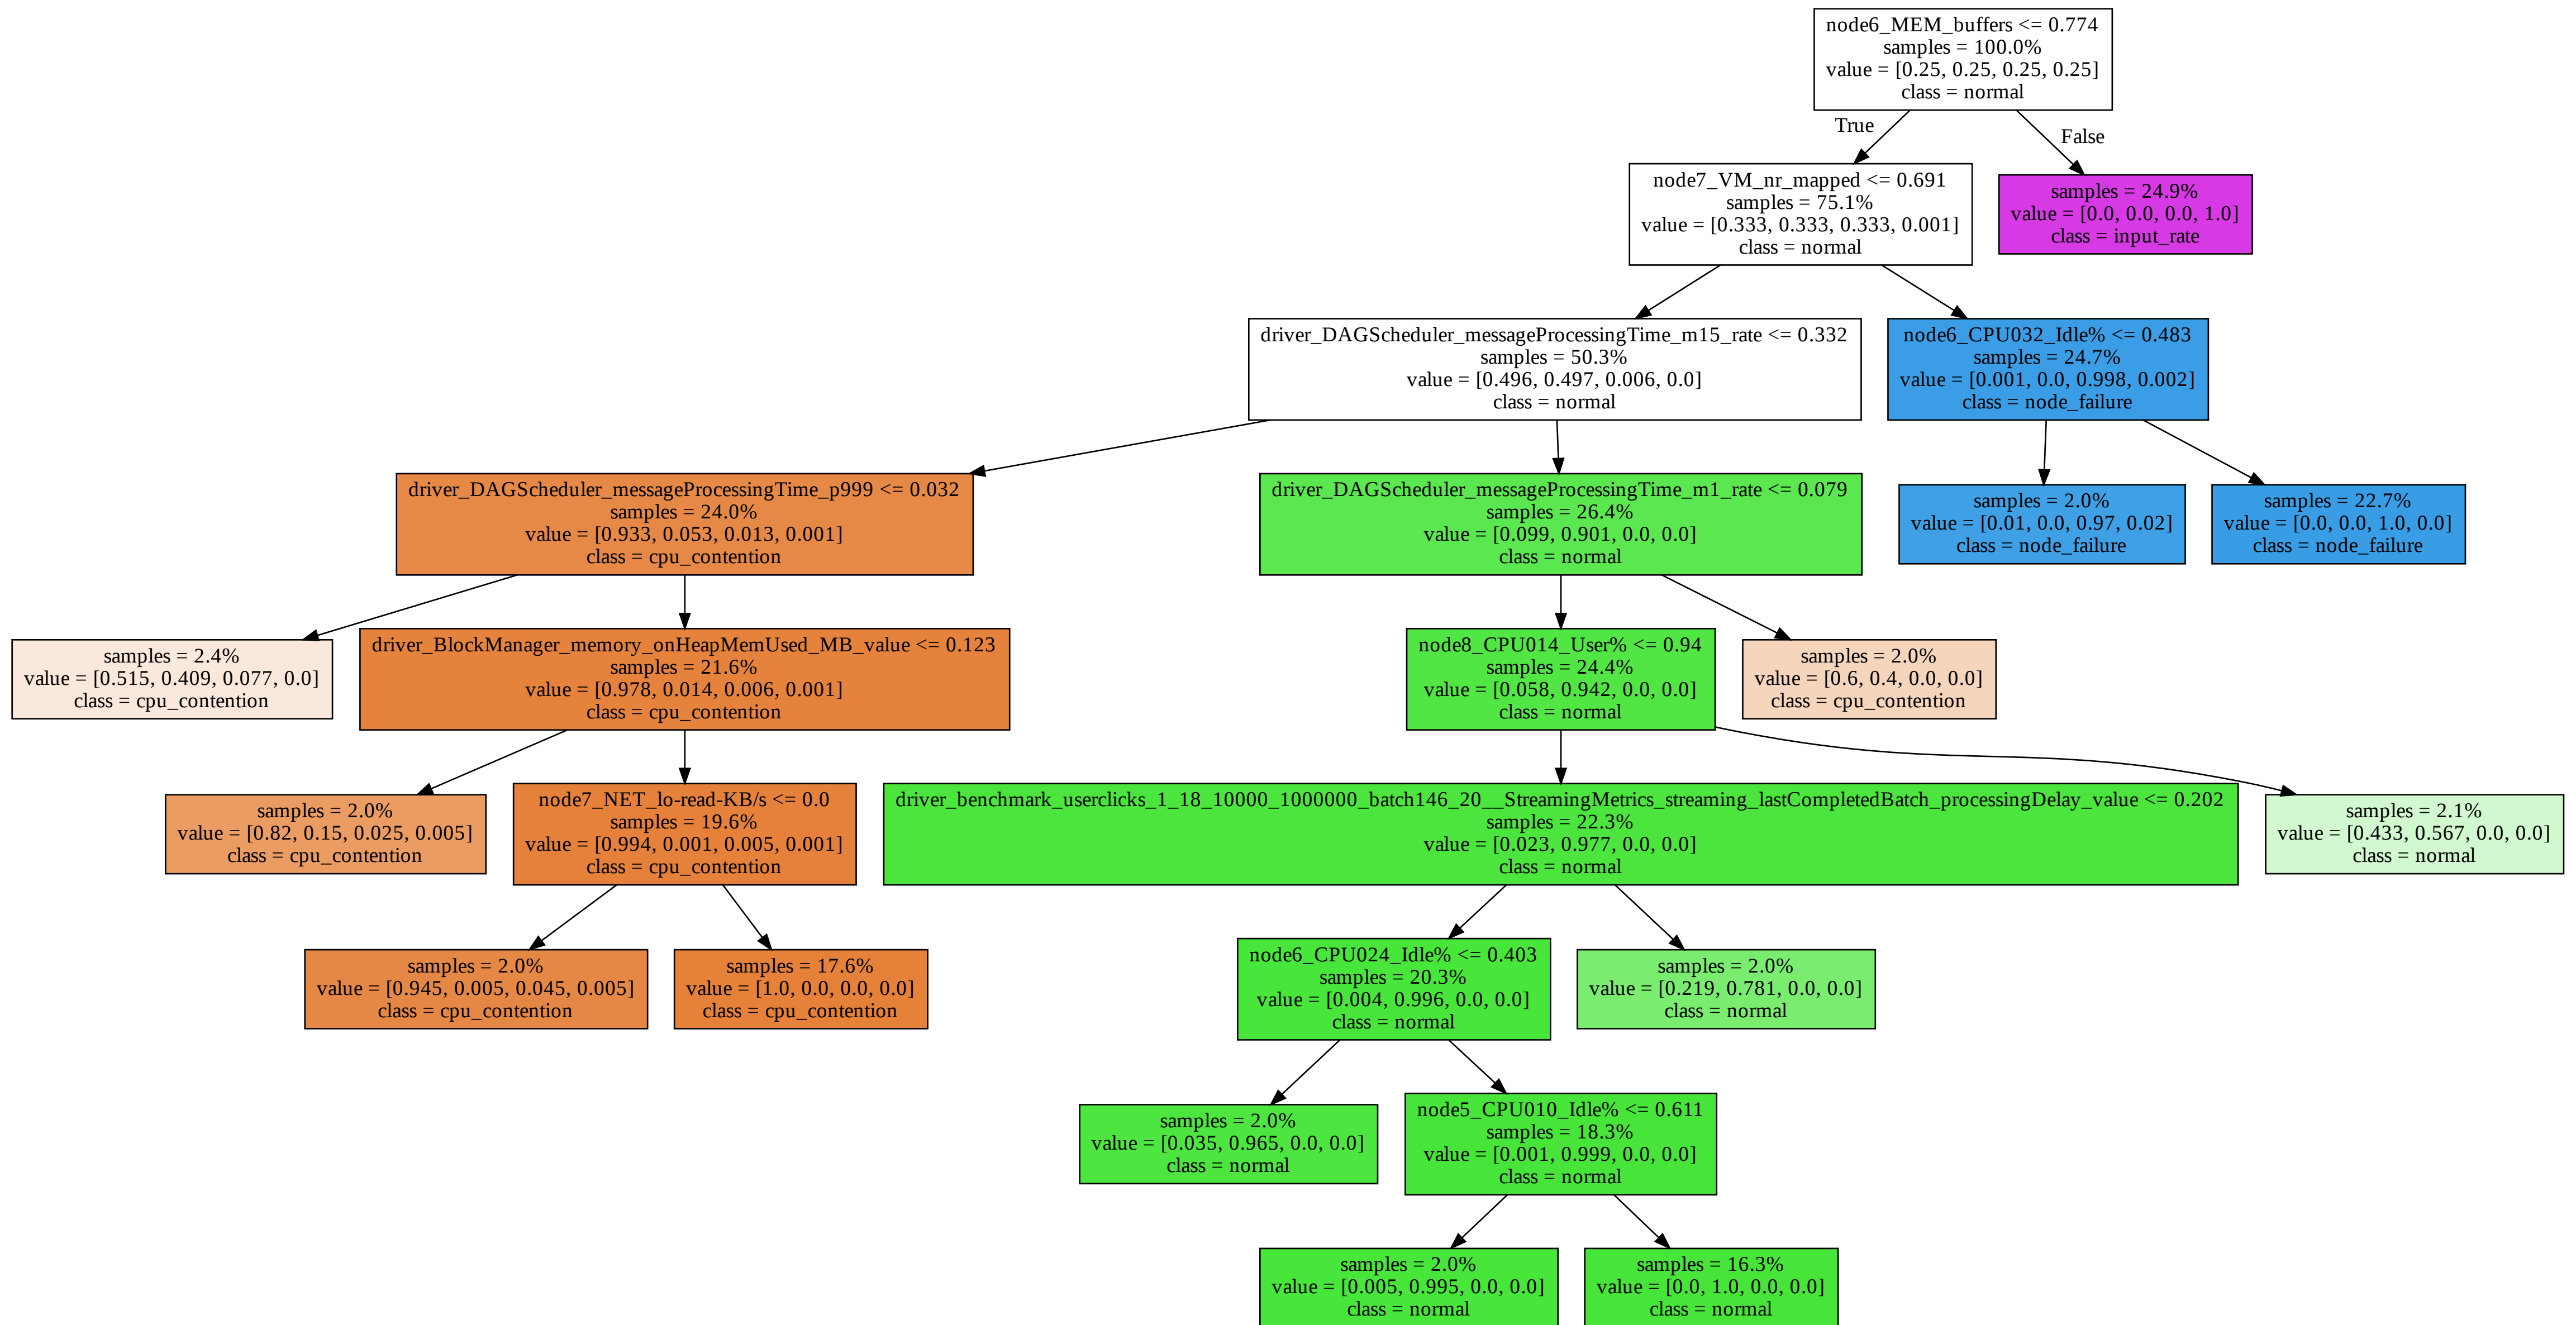 node6_MEM_buffers <= 0.774
samples = 100.0%
value = [0.25, 0.25, 0.25, 0.25]
class = normal
True
False
node7_VM_nr_mapped <= 0.691
samples = 75.1%
value = [0.333, 0.333, 0.333, 0.001]
class = normal
samples = 24.9%
value = [0.0, 0.0, 0.0, 1.0]
class = input_rate
driver_DAGScheduler_messageProcessingTime_m15_rate <= 0.332
samples = 50.3%
value = [0.496, 0.497, 0.006, 0.0]
class = normal
node6_CPU032_Idle% <= 0.483
samples = 24.7%
value = [0.001, 0.0, 0.998, 0.002]
class = node_failure
driver_DAGScheduler_messageProcessingTime_p999 <= 0.032
samples = 24.0%
value = [0.933, 0.053, 0.013, 0.001]
class = cpu_contention
driver_DAGScheduler_messageProcessingTime_m1_rate <= 0.079
samples = 26.4%
value = [0.099, 0.901, 0.0, 0.0]
class = normal
samples = 2.0%
value = [0.01, 0.0, 0.97, 0.02]
class = node_failure
samples = 22.7%
value = [0.0, 0.0, 1.0, 0.0]
class = node_failure
samples = 2.4%
value = [0.515, 0.409, 0.077, 0.0]
class = cpu_contention
driver_BlockManager_memory_onHeapMemUsed_MB_value <= 0.123
samples = 21.6%
value = [0.978, 0.014, 0.006, 0.001]
class = cpu_contention
node8_CPU014_User% <= 0.94
samples = 24.4%
value = [0.058, 0.942, 0.0, 0.0]
class = normal
samples = 2.0%
value = [0.6, 0.4, 0.0, 0.0]
class = cpu_contention
samples = 2.0%
value = [0.82, 0.15, 0.025, 0.005]
class = cpu_contention
node7_NET_lo-read-KB/s <= 0.0
samples = 19.6%
value = [0.994, 0.001, 0.005, 0.001]
class = cpu_contention
driver_benchmark_userclicks_1_18_10000_1000000_batch146_20__StreamingMetrics_streaming_lastCompletedBatch_processingDelay_value <= 0.202
samples = 22.3%
value = [0.023, 0.977, 0.0, 0.0]
class = normal
samples = 2.1%
value = [0.433, 0.567, 0.0, 0.0]
class = normal
samples = 2.0%
value = [0.945, 0.005, 0.045, 0.005]
class = cpu_contention
samples = 17.6%
value = [1.0, 0.0, 0.0, 0.0]
class = cpu_contention
node6_CPU024_Idle% <= 0.403
samples = 20.3%
value = [0.004, 0.996, 0.0, 0.0]
class = normal
samples = 2.0%
value = [0.219, 0.781, 0.0, 0.0]
class = normal
samples = 2.0%
value = [0.035, 0.965, 0.0, 0.0]
class = normal
node5_CPU010_Idle% <= 0.611
samples = 18.3%
value = [0.001, 0.999, 0.0, 0.0]
class = normal
samples = 2.0%
value = [0.005, 0.995, 0.0, 0.0]
class = normal
samples = 16.3%
value = [0.0, 1.0, 0.0, 0.0]
class = normal